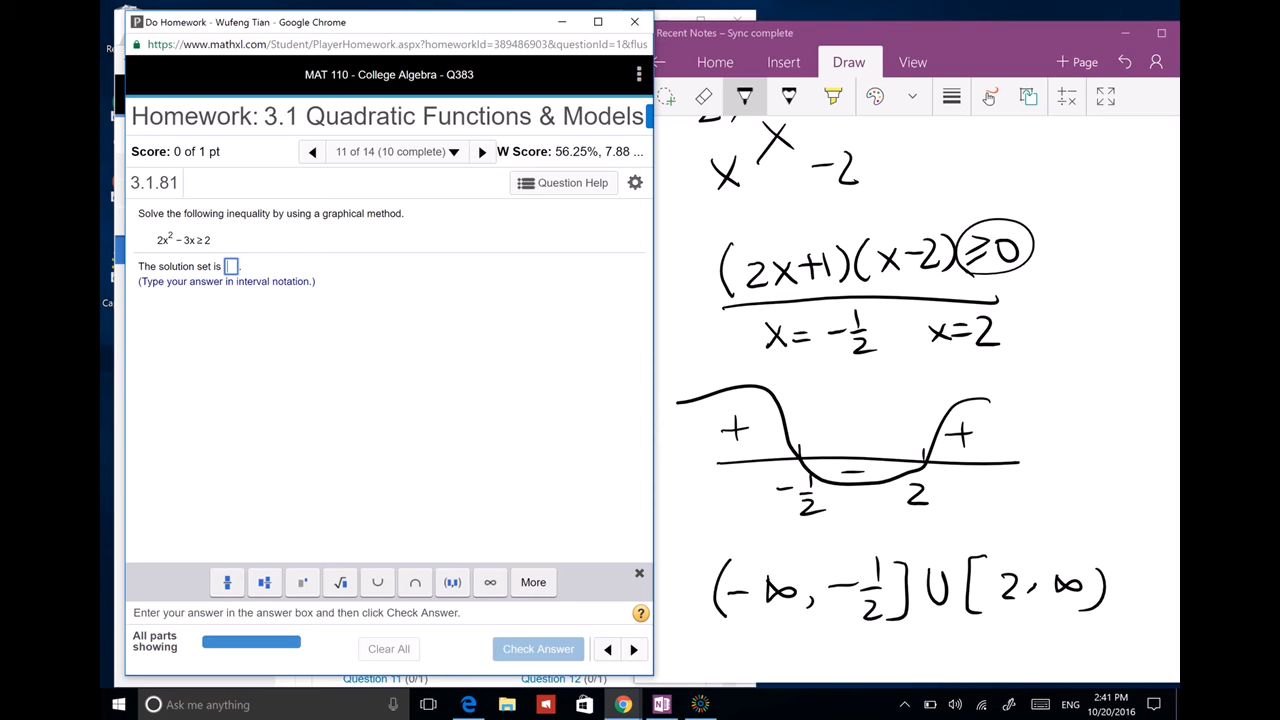 Do Homework - Wufeng Tian - Google Chrome
https://www.mathxl.com/Student/PlayerHomework.aspx?homeworkId=389486903&questionId=1&flus
MAT 110 - College Algebra - Q383
Homework: 3.1 Quadratic Functions & Models
Score: 0 of 1 pt
11 of 14 (10 complete)
W Score: 56.25%, 7.88 ...
3.1.81
Question Help
Solve the following inequality by using a graphical method.
2x² − 3x ≥ 2
The solution set is .
(Type your answer in interval notation.)
More
Enter your answer in the answer box and then click Check Answer.
All parts
showing
Clear All
Check Answer
Question 11 (0/1)
Question 12 (0/1)
Recent Notes – Sync complete
Home
Insert
Draw
View
+ Page
x
x -2
(2x+1)(x-2) ≥ 0
x = -1/2 x = 2
+ − +
-1/2 2
(-∞, -1/2] ∪ [2, ∞)
Ask me anything
ENG
2:41 PM
10/20/2016